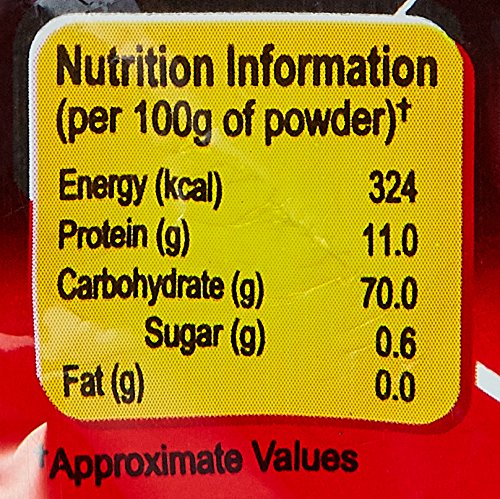 Nutrition Information
(per 100g of powder)†
Energy (kcal) 324
Protein (g) 11.0
Carbohydrate (g) 70.0
Sugar (g) 0.6
Fat (g) 0.0
†Approximate Values